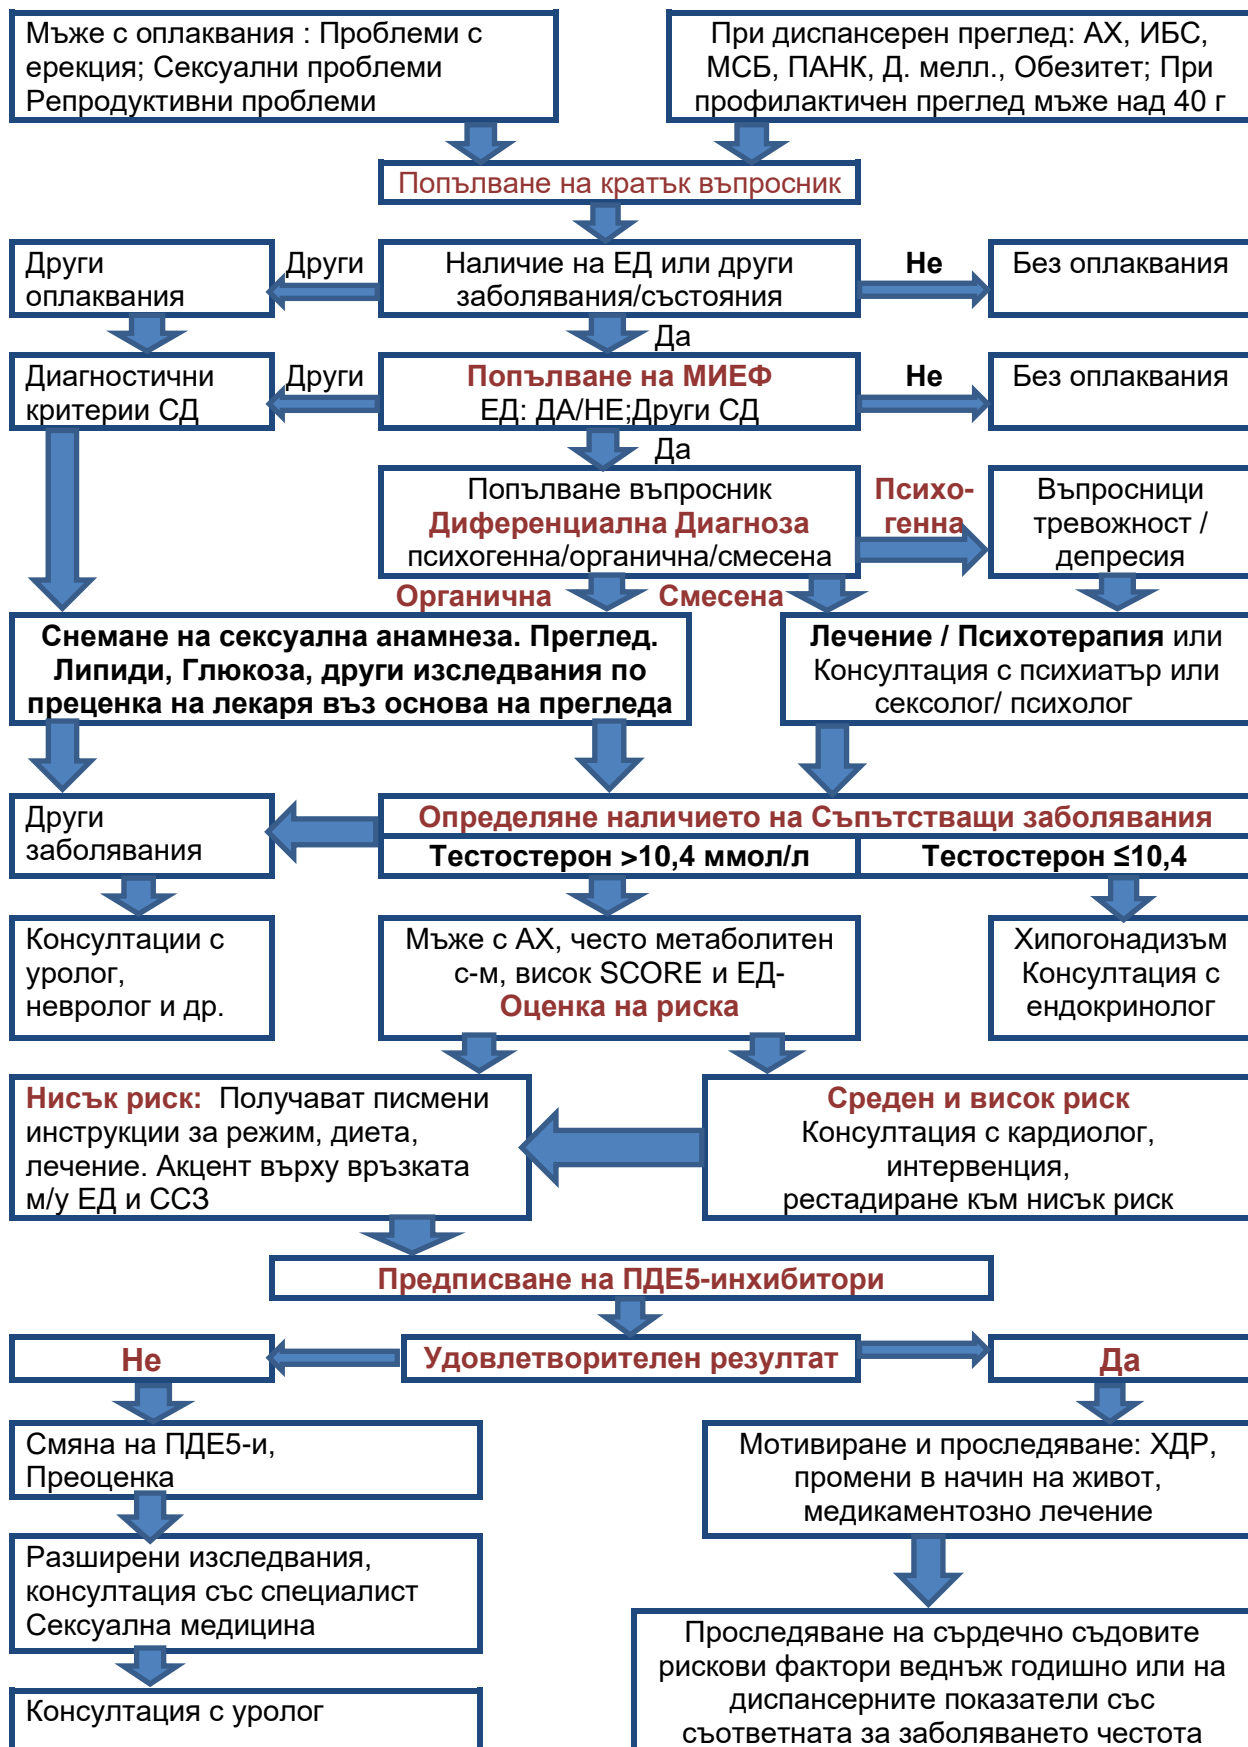 Мъже с оплаквания : Проблеми с
ерекция; Сексуални проблеми
Репродуктивни проблеми
При диспансерен преглед: АХ, ИБС,
МСБ, ПАНК, Д. мелл., Обезитет; При
профилактичен преглед мъже над 40 г
Попълване на кратък въпросник
Други
оплаквания
Други
Наличие на ЕД или други
заболявания/състояния
Не
Без оплаквания
Да
Диагностични
критерии СД
Други
Попълване на МИЕФ
ЕД: ДА/НЕ;Други СД
Не
Без оплаквания
Да
Попълване въпросник
Диференциална Диагноза
психогенна/органична/смесена
Психо-
генна
Въпросници
тревожност /
депресия
Органична
Смесена
Снемане на сексуална анамнеза. Преглед.
Липиди, Глюкоза, други изследвания по
преценка на лекаря въз основа на прегледа
Лечение / Психотерапия или
Консултация с психиатър или
сексолог/ психолог
Други
заболявания
Определяне наличието на Съпътстващи заболявания
Тестостерон >10,4 ммол/л
Тестостерон ≤10,4
Консултации с
уролог,
невролог и др.
Мъже с АХ, често метаболитен
с-м, висок SCORE и ЕД-
Оценка на риска
Хипогонадизъм
Консултация с
ендокринолог
Нисък риск: Получават писмени
инструкции за режим, диета,
лечение. Акцент върху връзката
м/у ЕД и ССЗ
Среден и висок риск
Консултация с кардиолог,
интервенция,
рестадиране към нисък риск
Предписване на ПДЕ5-инхибитори
Не
Удовлетворителен резултат
Да
Смяна на ПДЕ5-и,
Преоценка
Мотивиране и проследяване: ХДР,
промени в начин на живот,
медикаментозно лечение
Разширени изследвания,
консултация със специалист
Сексуална медицина
Консултация с уролог
Проследяване на сърдечно съдовите
рискови фактори веднъж годишно или на
диспансерните показатели със
съответната за заболяването честота